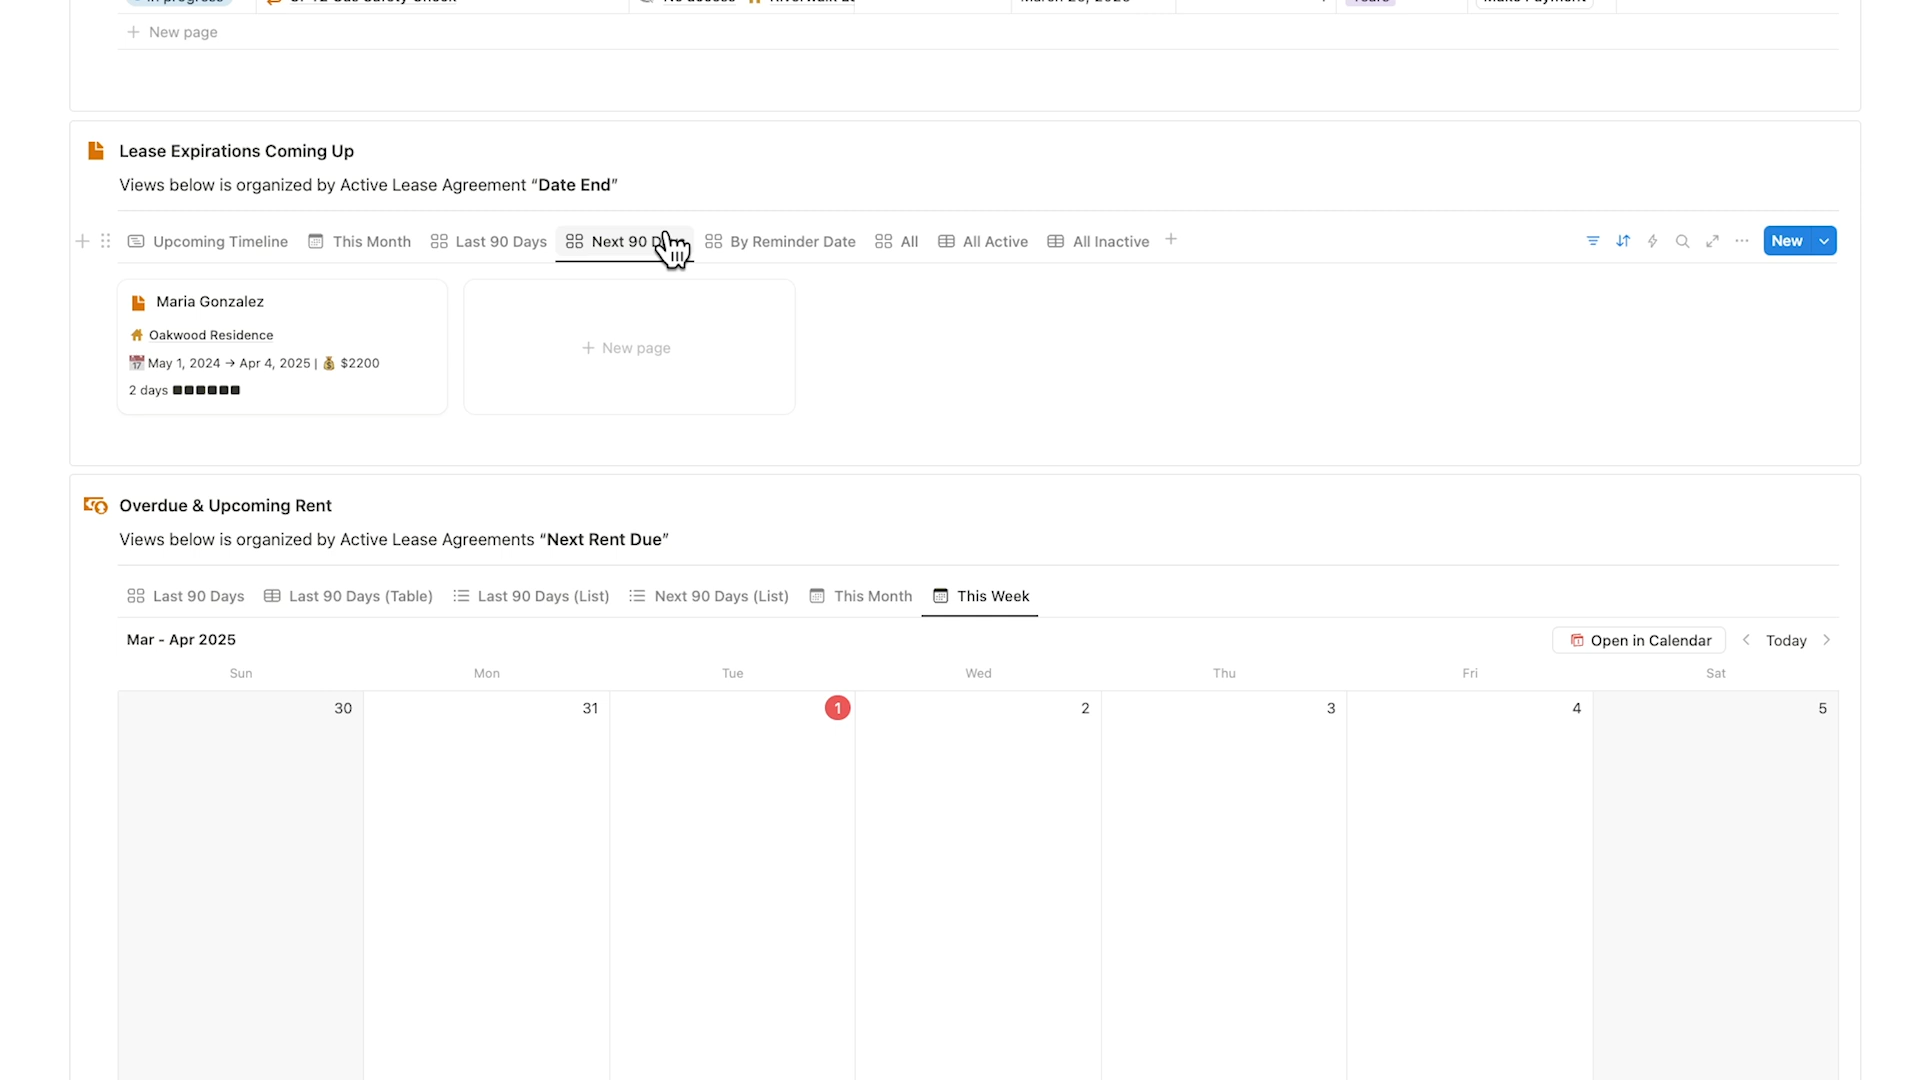 New page
Lease Expirations Coming Up
Views below is organized by Active Lease Agreement “Date End”
Upcoming Timeline This Month Last 90 Days Next 90 By Reminder Date All All Active All Inactive New
Maria Gonzalez
Oakwood Residence
May 1, 2024 → Apr 4, 2025 | $2200
2 days
New page
Overdue & Upcoming Rent
Views below is organized by Active Lease Agreements “Next Rent Due”
Last 90 Days Last 90 Days (Table) Last 90 Days (List) Next 90 Days (List) This Month This Week
Mar - Apr 2025 Open in Calendar Today
Sun Mon Tue Wed Thu Fri Sat
30 31 1 2 3 4 5